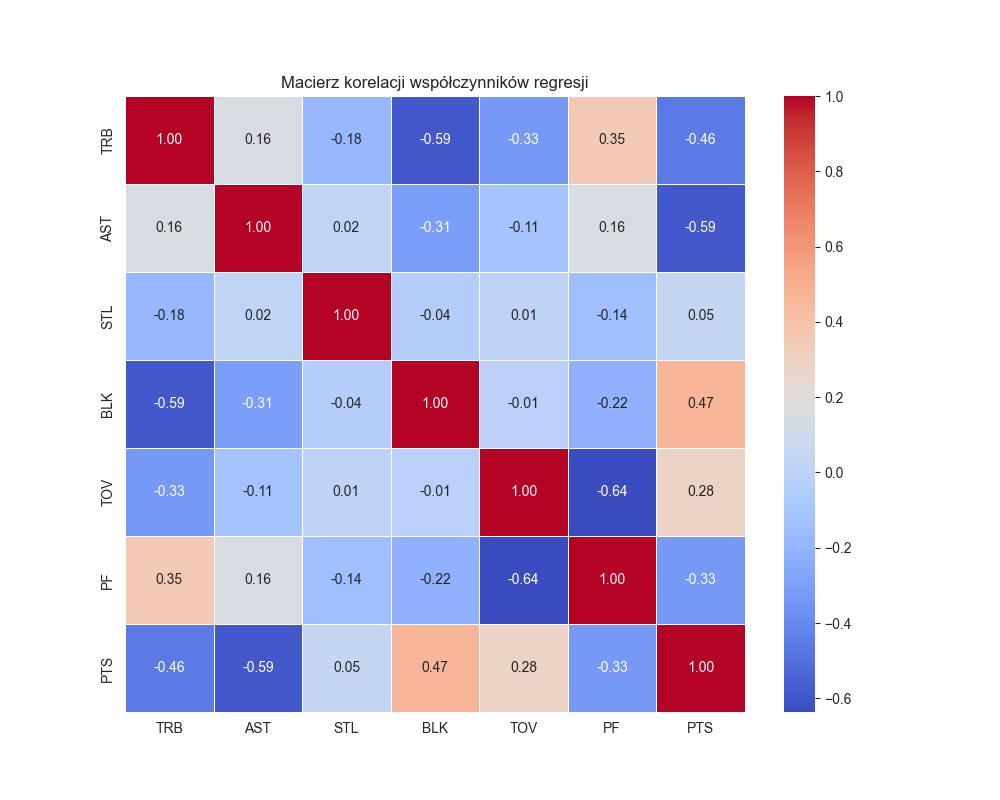 Macierz korelacji współczynników regresji
TRB 1.00 0.16 -0.18 -0.59 -0.33 0.35 -0.46
AST 0.16 1.00 0.02 -0.31 -0.11 0.16 -0.59
STL -0.18 0.02 1.00 -0.04 0.01 -0.14 0.05
BLK -0.59 -0.31 -0.04 1.00 -0.01 -0.22 0.47
TOV -0.33 -0.11 0.01 -0.01 1.00 -0.64 0.28
PF 0.35 0.16 -0.14 -0.22 -0.64 1.00 -0.33
PTS -0.46 -0.59 0.05 0.47 0.28 -0.33 1.00
TRB AST STL BLK TOV PF PTS
1.0
0.8
0.6
0.4
0.2
0.0
−0.2
−0.4
−0.6